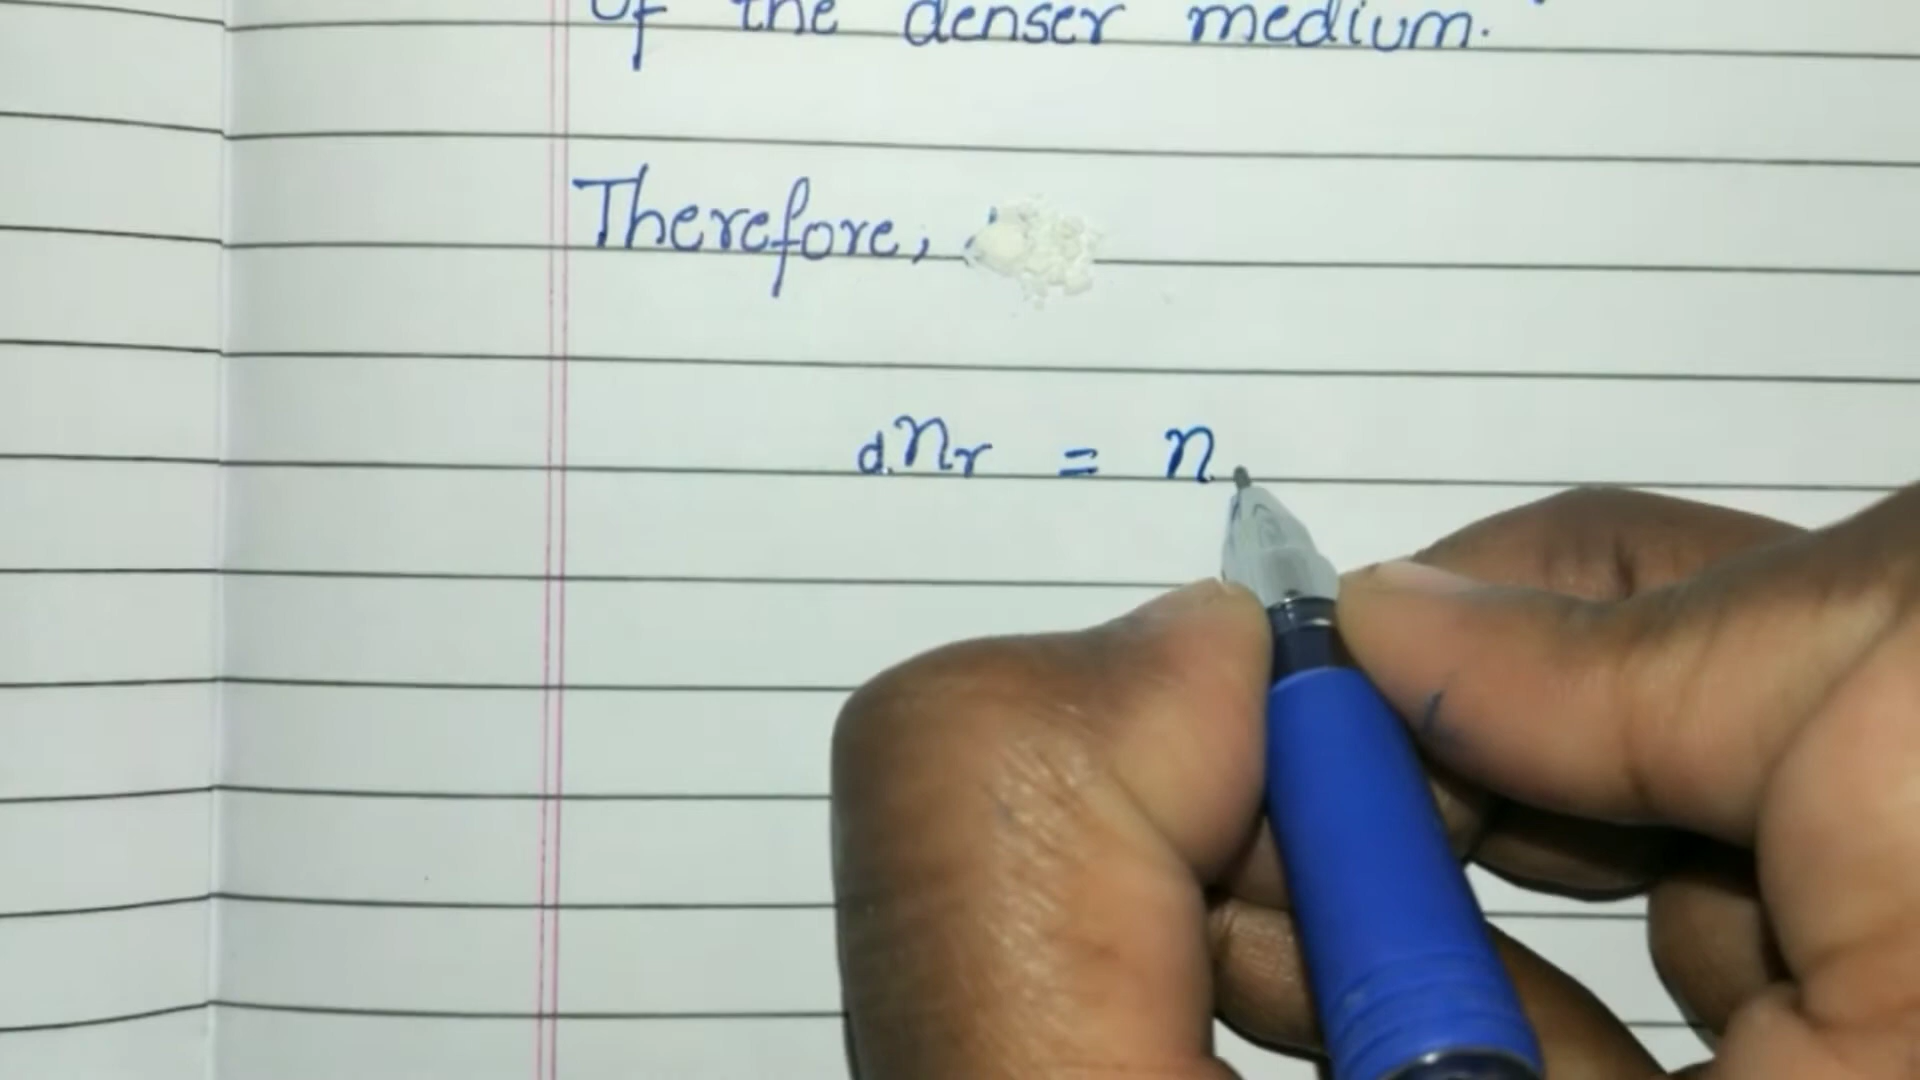 of the denser medium.
Therefore,
dnr = n